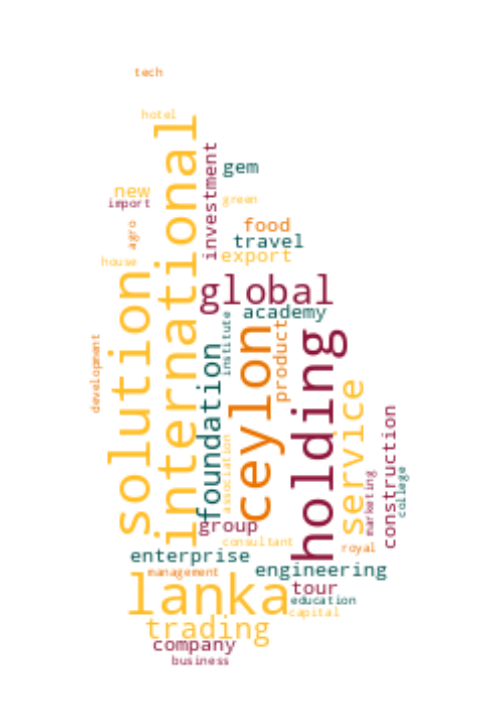 tech
hotel
international
investment
gem
new
import
green
agro
food
travel
export
house
solution
global
academy
institute
product
development
foundation
ceylon
holding
service
association
construction
college
marketing
group
consultant
royal
enterprise
management
engineering
lanka
tour
education
capital
trading
company
business